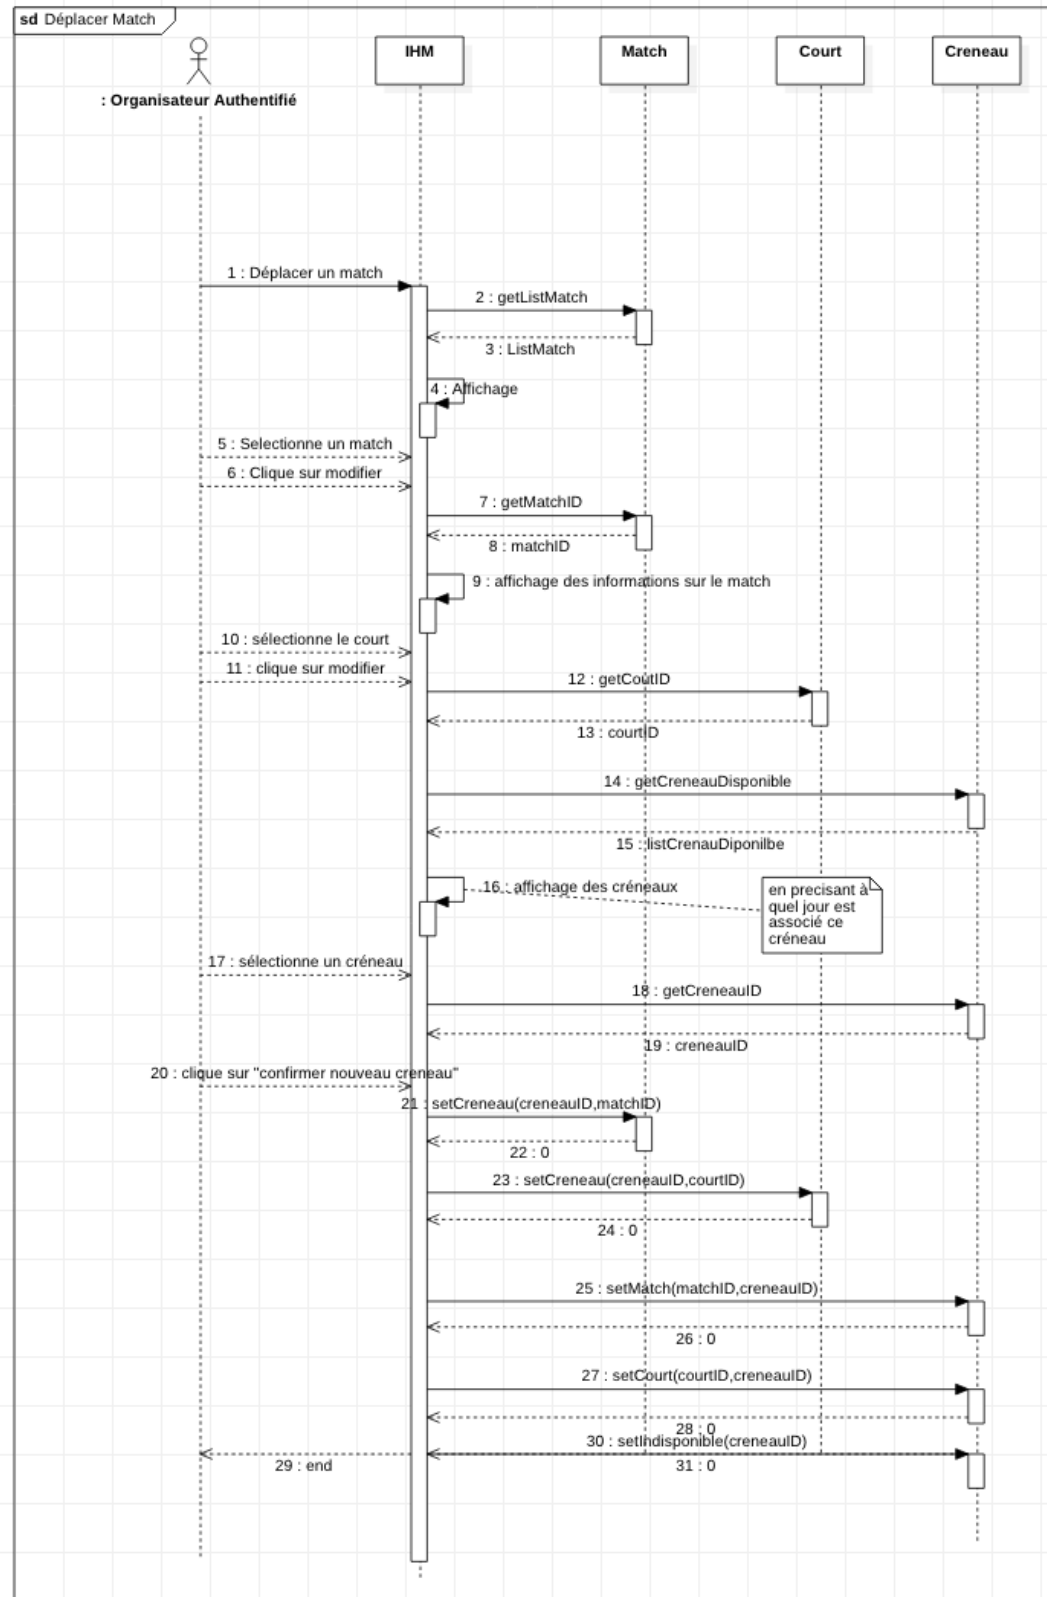 sd Déplacer Match
IHM
Match
Court
Creneau
: Organisateur Authentifié
1 : Déplacer un match
2 : getListMatch
3 : ListMatch
4 : Affichage
5 : Selectionne un match
6 : Clique sur modifier
7 : getMatchID
8 : matchID
9 : affichage des informations sur le match
10 : sélectionne le court
11 : clique sur modifier
12 : getCoutID
13 : courtID
14 : getCreneauDisponible
15 : listCrenauDiponilbe
16 : affichage des créneaux
en precisant à
quel jour est
associé ce
créneau
17 : sélectionne un créneau
18 : getCreneauID
19 : creneauID
20 : clique sur "confirmer nouveau creneau"
21 : setCreneau(creneauID,matchID)
22 : 0
23 : setCreneau(creneauID,courtID)
24 : 0
25 : setMatch(matchID,creneauID)
26 : 0
27 : setCourt(courtID,creneauID)
28 : 0
30 : setIndisponible(creneauID)
29 : end
31 : 0